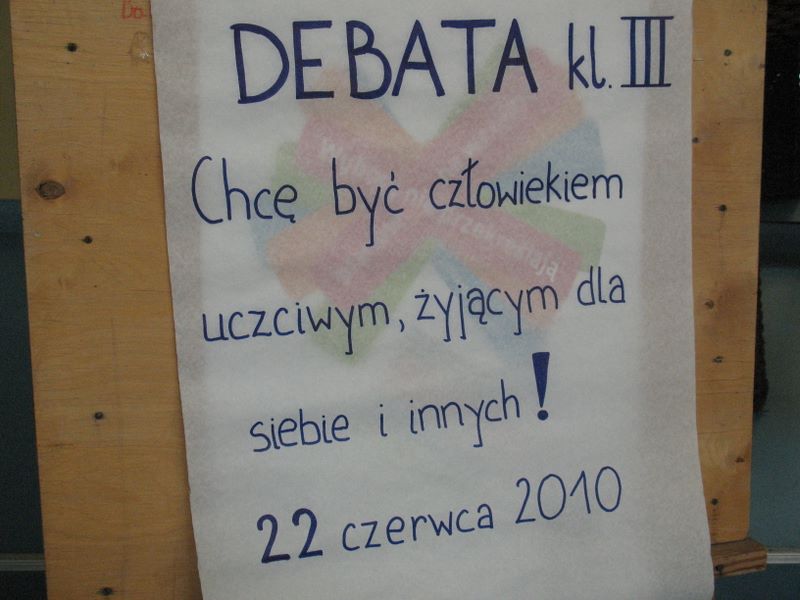 DEBATA kl. III
Chcę być człowiekiem
uczciwym, żyjącym dla
siebie i innych!
22 czerwca 2010